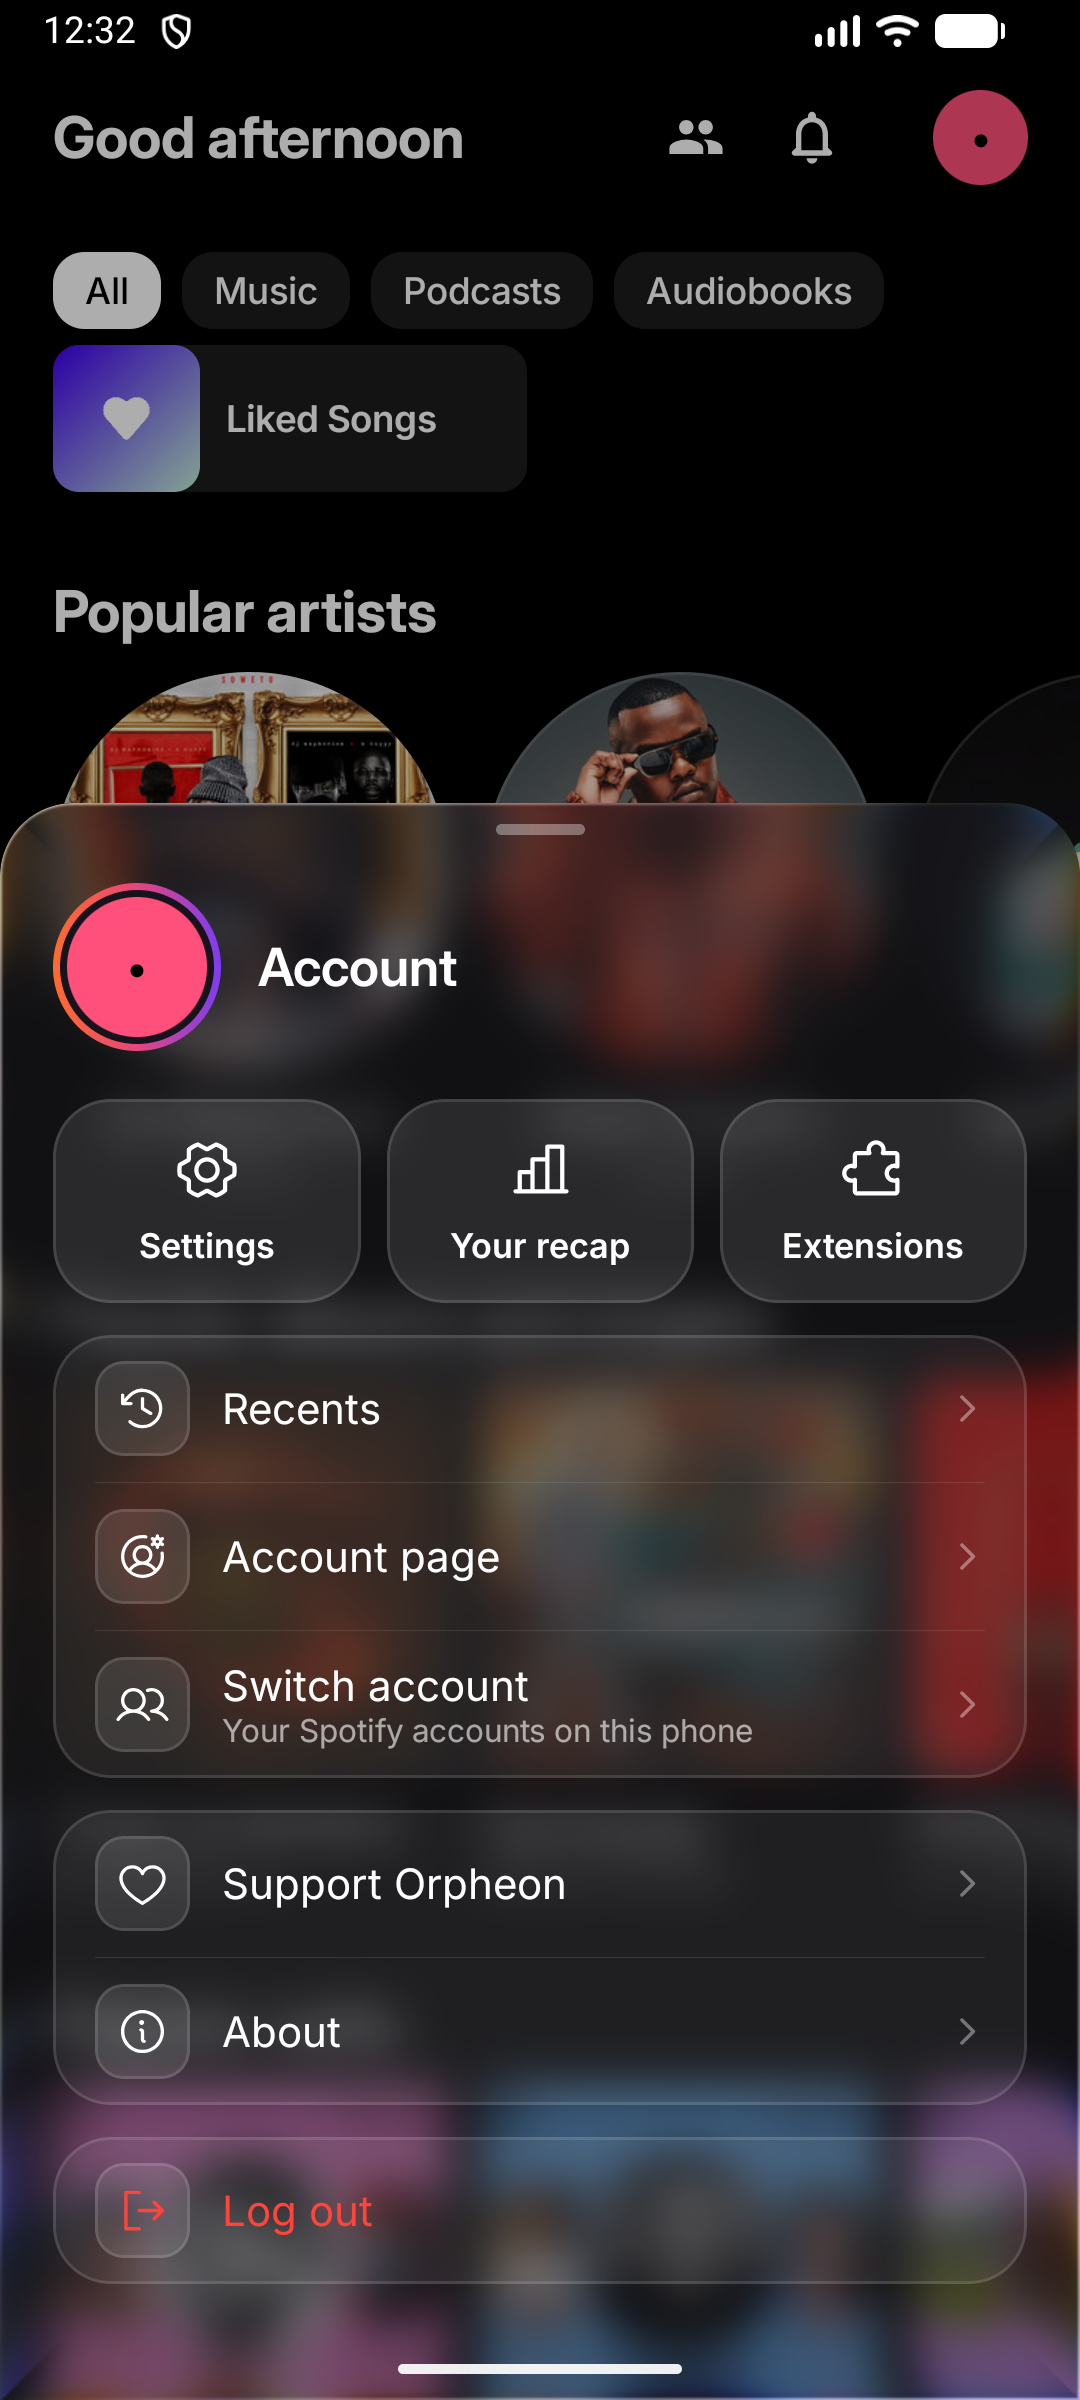 12:32
Good afternoon
All
Music
Podcasts
Audiobooks
Liked Songs
Popular artists
SOWETO
Account
Settings
Your recap
Extensions
Recents
Account page
Switch account
Your Spotify accounts on this phone
Support Orpheon
About
Log out